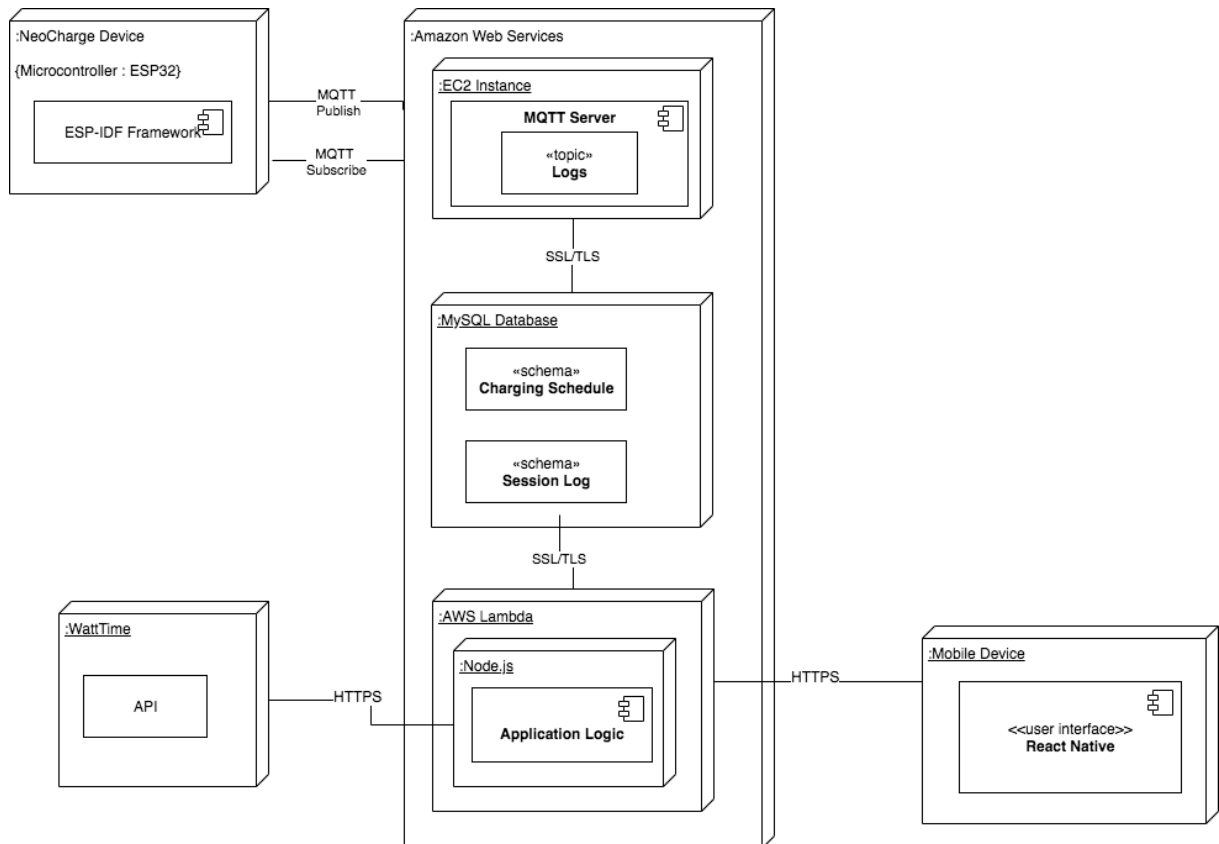 :NeoCharge Device
{Microcontroller : ESP32}
ESP-IDF Framework
MQTT
Publish
MQTT
Subscribe
:Amazon Web Services
:EC2 Instance
MQTT Server
«topic»
Logs
SSL/TLS
:MySQL Database
«schema»
Charging Schedule
«schema»
Session Log
SSL/TLS
:WattTime
API
HTTPS
:AWS Lambda
:Node.js
Application Logic
HTTPS
:Mobile Device
<<user interface>>
React Native